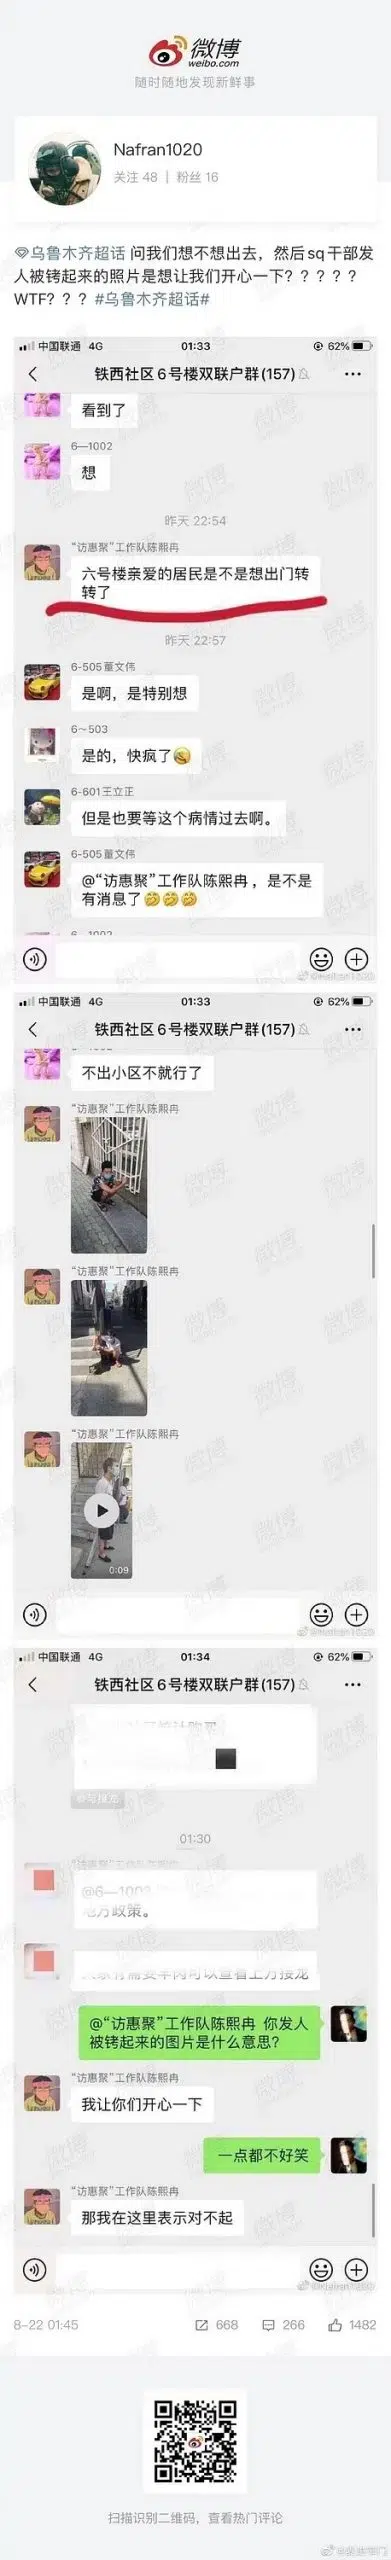 微博
weibo.com
随时随地发现新鲜事
Nafran1020
关注 48 | 粉丝 16
乌鲁木齐超话 问我们想不想出去，然后sq干部发
人被铐起来的照片是想让我们开心一下？？？？？
WTF？？？#乌鲁木齐超话#
中国联通 4G 01:33 62%
铁西社区6号楼双联户群(157)
看到了
6—1002
想
昨天 22:54
“访惠聚”工作队陈熙冉
六号楼亲爱的居民是不是想出门转
转了
昨天 22:57
6-505董文伟
是啊，是特别想
6～503
是的，快疯了
6-601王立正
但是也要等这个病情过去啊。
6-505董文伟
@“访惠聚”工作队陈熙冉，是不是
有消息了
中国联通 4G 01:33 62%
铁西社区6号楼双联户群(157)
不出小区不就行了
“访惠聚”工作队陈熙冉
“访惠聚”工作队陈熙冉
“访惠聚”工作队陈熙冉
0:09
中国联通 4G 01:34 62%
铁西社区6号楼双联户群(157)
01:30
地方政策。
@“访惠聚”工作队陈熙冉 你发人
被铐起来的图片是什么意思？
“访惠聚”工作队陈熙冉
我让你们开心一下
一点都不好笑
“访惠聚”工作队陈熙冉
那我在这里表示对不起
@Nafran1020
8-22 01:45 668 266 1482
扫描识别二维码，查看热门评论